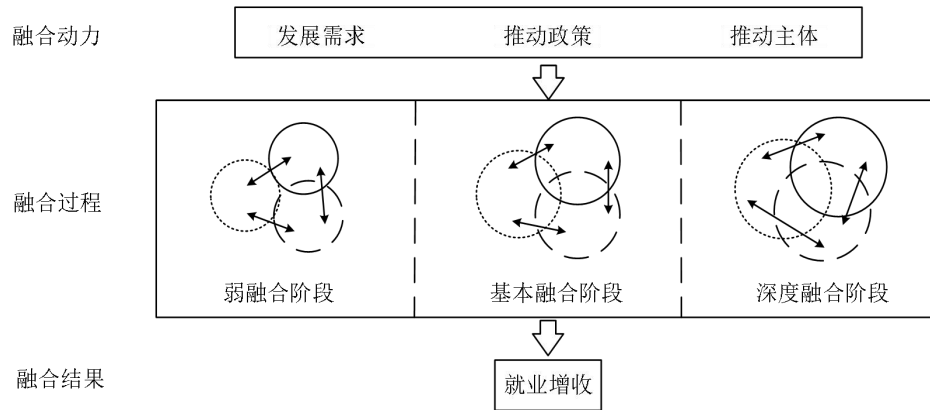 融合动力
发展需求 推动政策 推动主体
融合过程
弱融合阶段 基本融合阶段 深度融合阶段
融合结果
就业增收